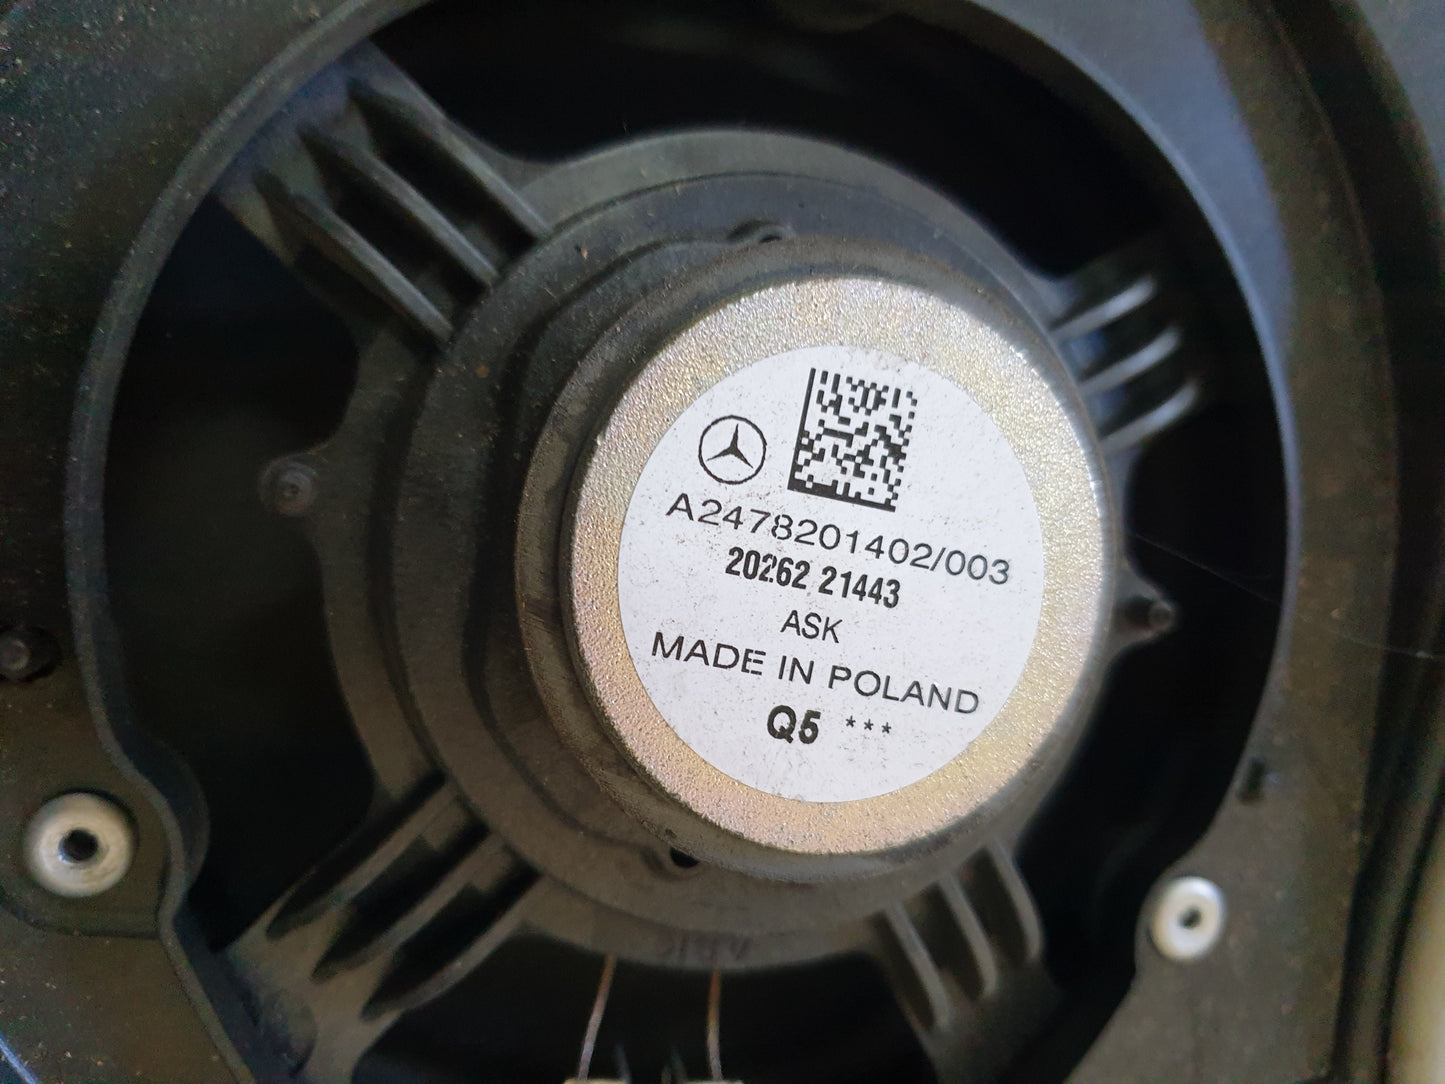 A2478201402/003
20262 21443
ASK
MADE IN POLAND
Q5 ***